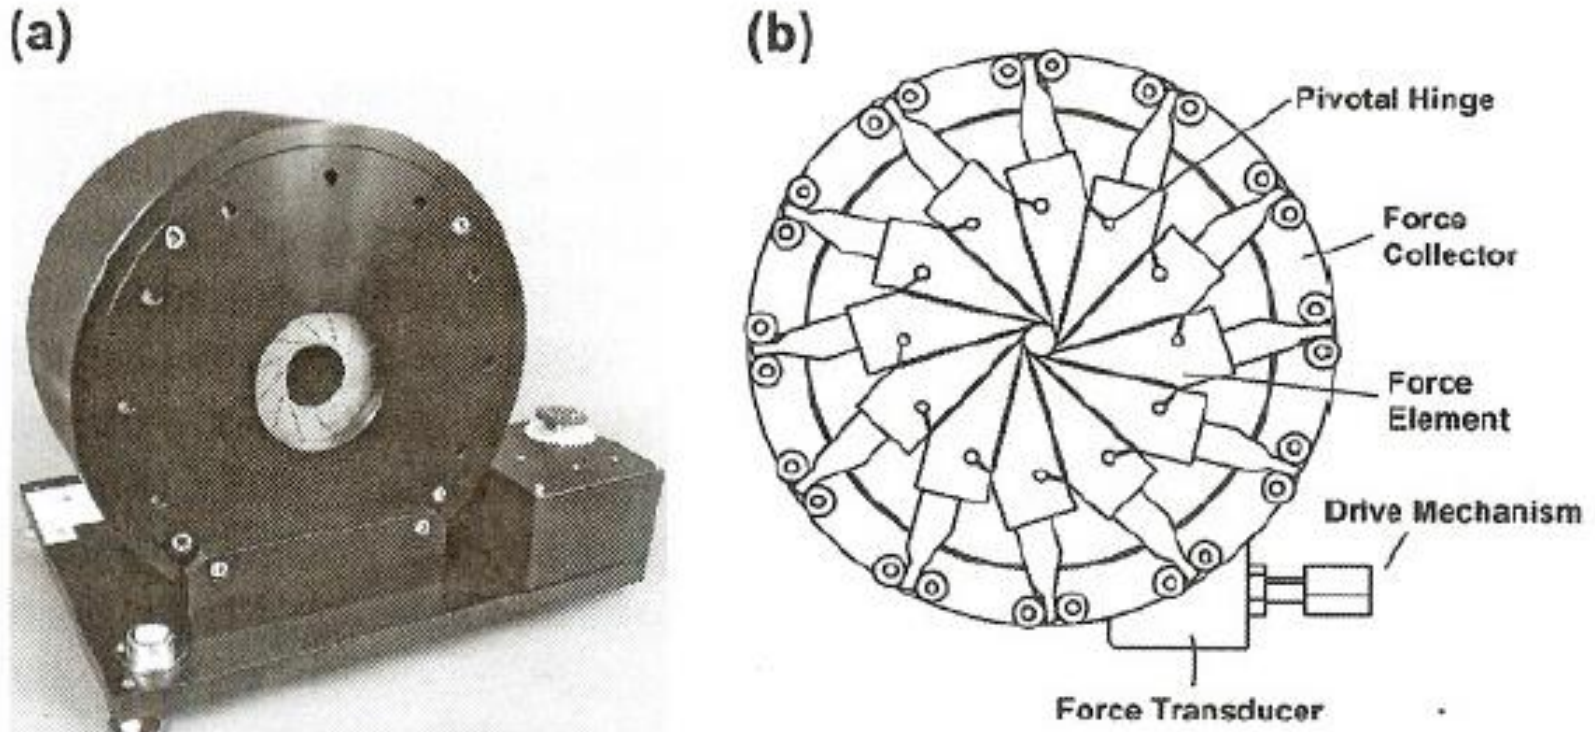 (a)
(b)
Pivotal Hinge
Force
Collector
Force
Element
Drive Mechanism
Force Transducer